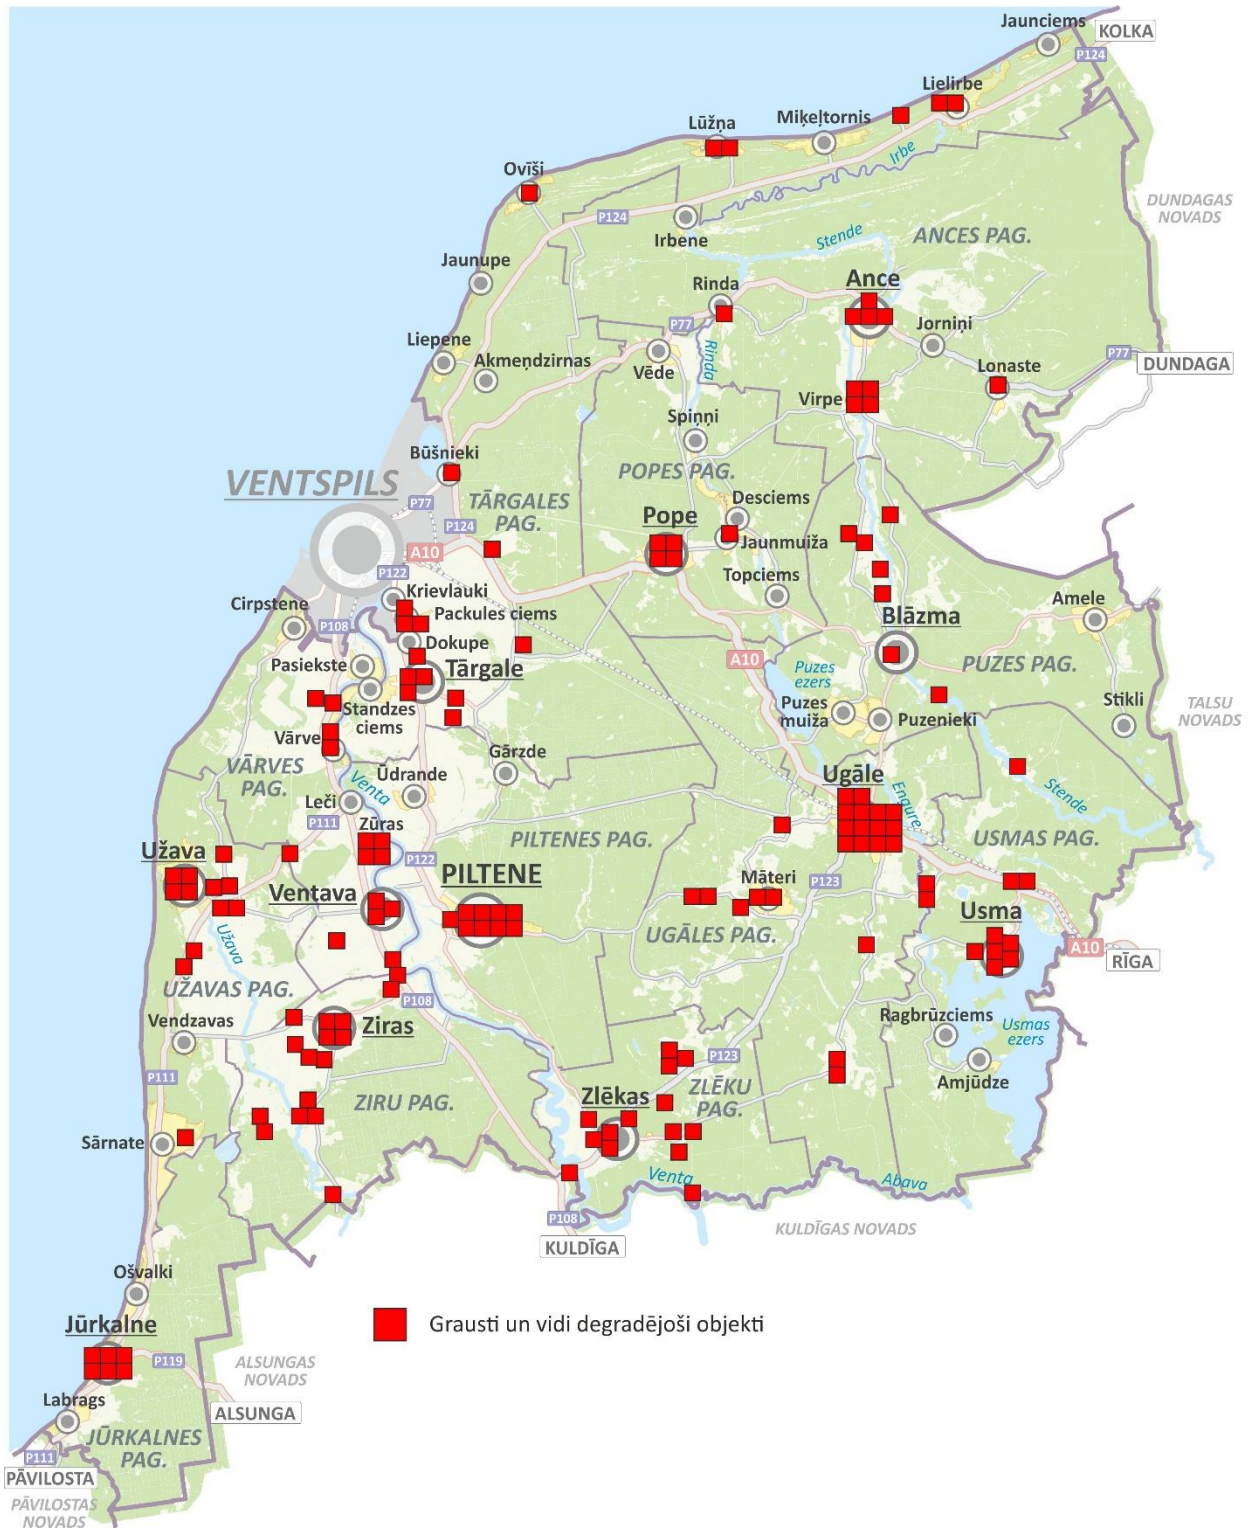 Jaunciems
KOLKA
P124
Lielirbe
Miķeļtornis
Lūžņa
Irbe
Ovīši
DUNDAGAS
NOVADS
P124
Irbene
Stende
ANCES PAG.
Jaunupe
Rinda
Ance
P77
Jorniņi
Liepene
Akmeņdzirnas
Vēde
Rinda
Lonaste
P77
DUNDAGA
Virpe
Spiņņi
Būšnieki
POPES PAG.
VENTSPILS
TĀRGALES
PAG.
P77
Desciems
Pope
P124
Jaunmuiža
A10
P122
Topciems
Krievlauki
Cirpstene
Packules ciems
Blāzma
Amele
P108
Dokupe
Pasiekste
Tārgale
A10
Puzes
ezers
PUZES PAG.
Standzes
ciems
Puzes
muiža
Puzenieki
Stikli
TALSU
NOVADS
Vārve
Gārzde
VĀRVES
PAG.
Venta
Ūdrande
Ugāle
Engure
Stende
Leči
P111
Zūras
PILTENES PAG.
USMAS PAG.
Užava
P122
PILTENE
Ventava
Māteri
P123
Usma
Užava
UGĀLES PAG.
A10
RĪGA
UŽAVAS PAG.
P108
Vendzavas
Ziras
Ragbrūzciems
Usmas
ezers
P123
P111
Amjūdze
ZIRU PAG.
Zlēkas
ZLĒKU
PAG.
Sārnate
Venta
Abava
P108
KULDĪGA
KULDĪGAS NOVADS
Ošvalki
Jūrkalne
Grausti un vidi degradējoši objekti
P119
ALSUNGAS
NOVADS
Labrags
ALSUNGA
JŪRKALNES
PAG.
P111
PĀVILOSTA
PĀVILOSTAS
NOVADS